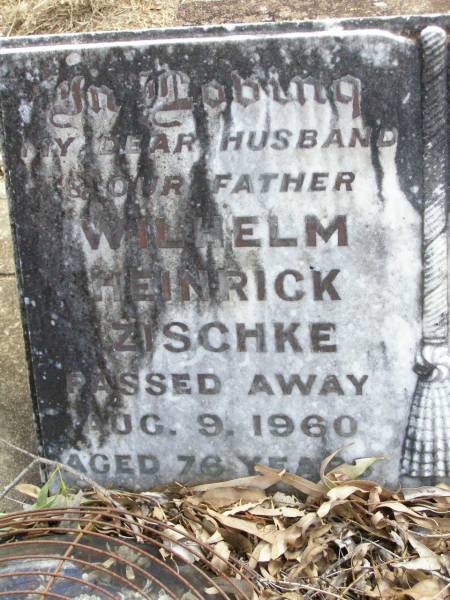 In Loving
MY DEAR HUSBAND
& OUR FATHER
WILHELM
HEINRICK
ZISCHKE
PASSED AWAY
AUG. 9. 1960
AGED 76 YEARS